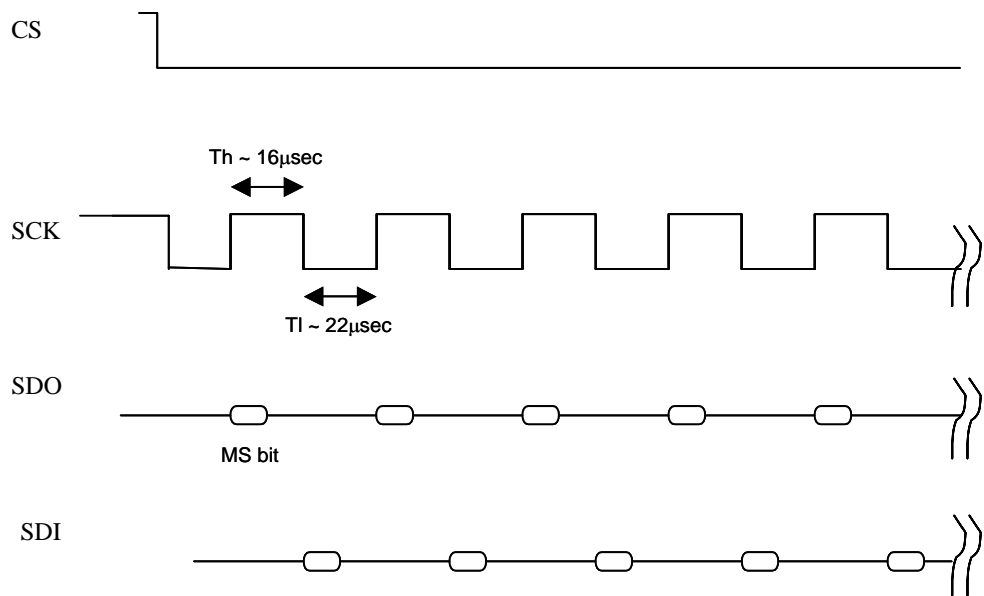 CS
Th ~ 16μsec
SCK
Tl ~ 22μsec
SDO
MS bit
SDI